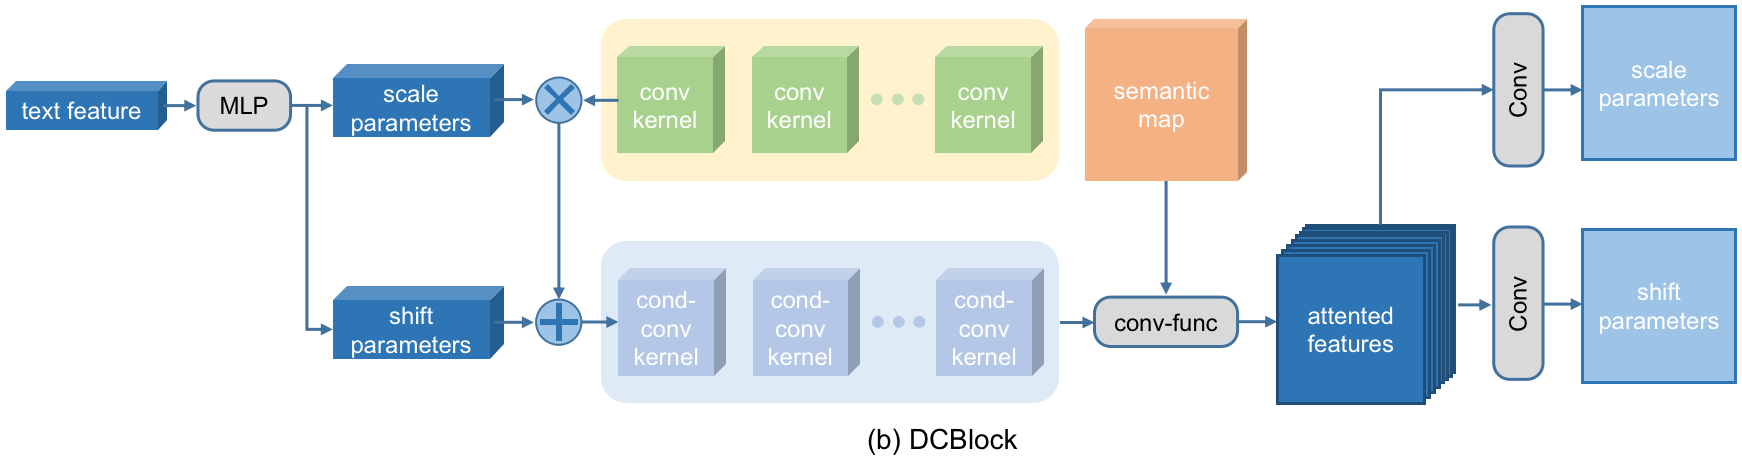 text feature
MLP
scale
parameters
conv
kernel
conv
kernel
conv
kernel
semantic
map
Conv
scale
parameters
shift
parameters
cond-
conv
kernel
cond-
conv
kernel
cond-
conv
kernel
conv-func
attented
features
Conv
shift
parameters
(b) DCBlock